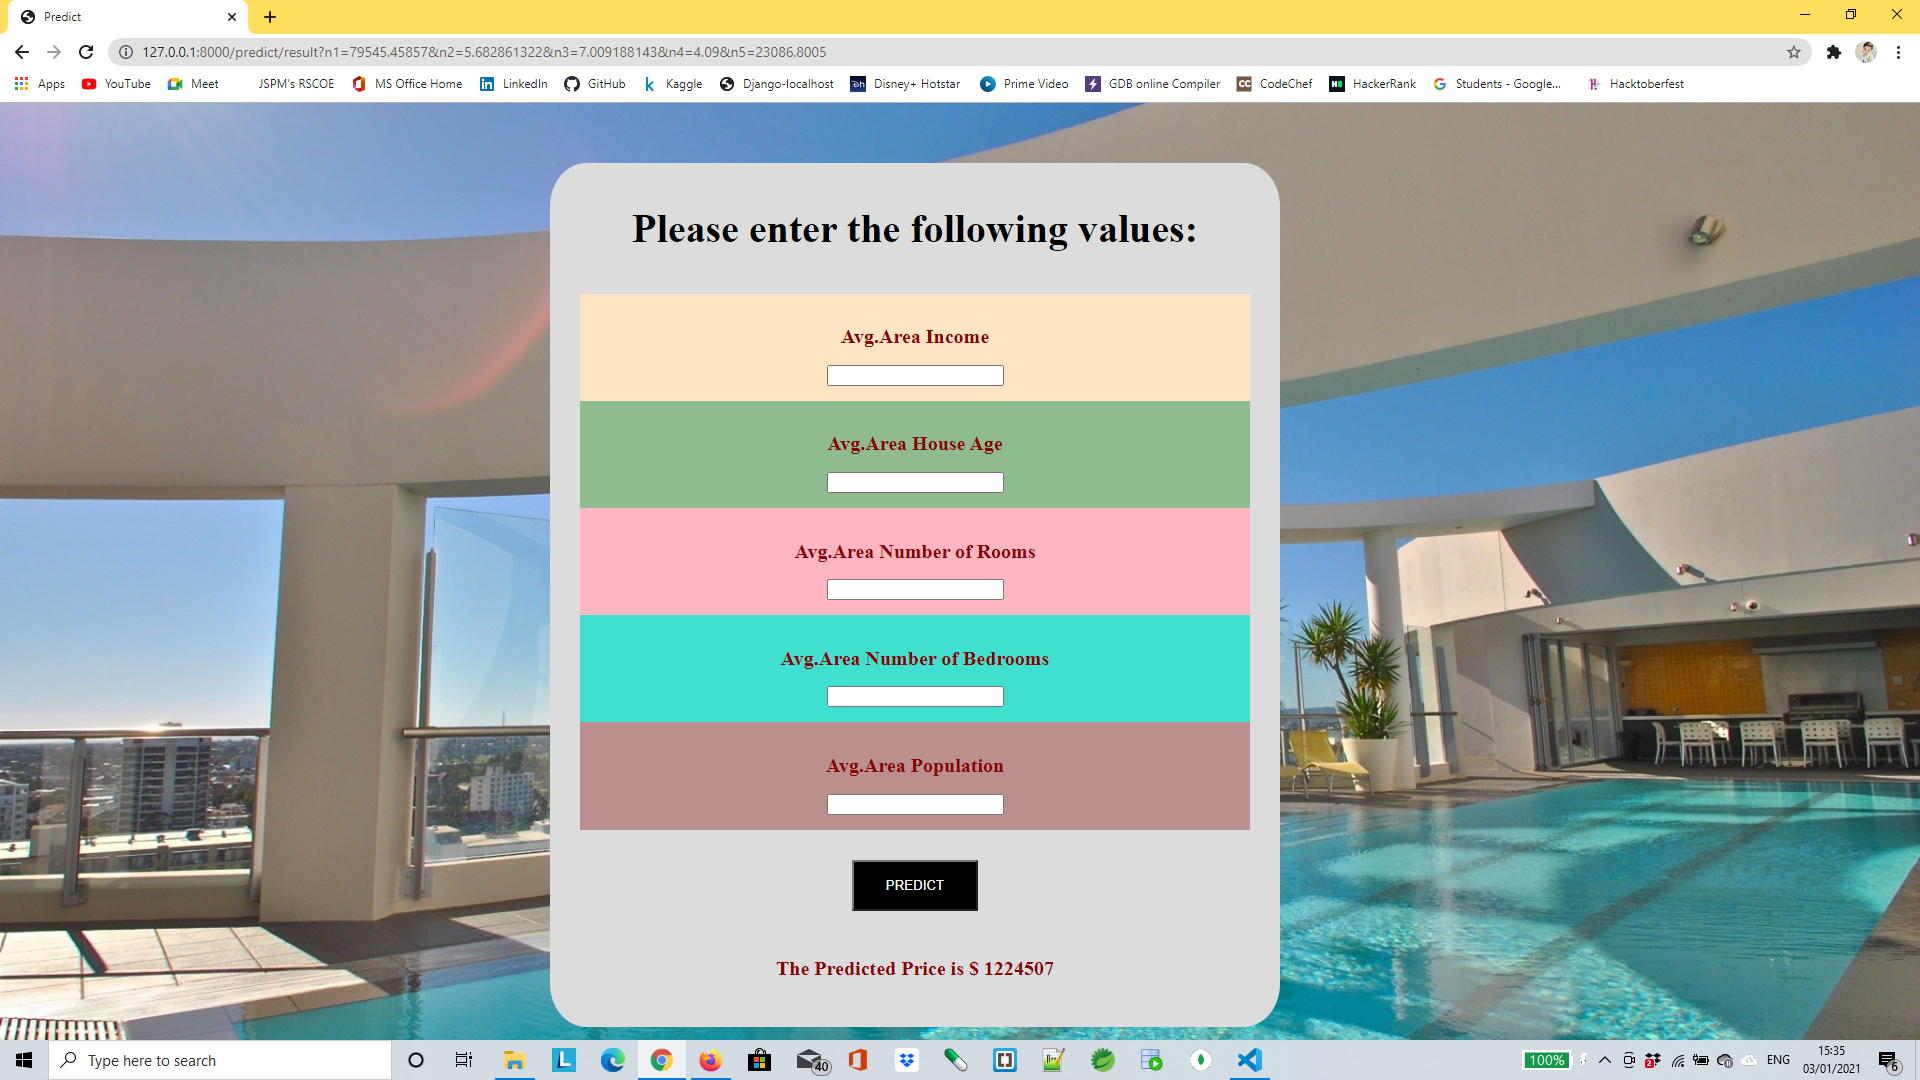 Predict
127.0.0.1:8000/predict/result?n1=79545.45857&n2=5.682861322&n3=7.009188143&n4=4.09&n5=23086.8005
Apps YouTube Meet JSPM's RSCOE MS Office Home LinkedIn GitHub Kaggle Django-localhost Disney+ Hotstar Prime Video GDB online Compiler CodeChef HackerRank Students - Google... Hacktoberfest
Please enter the following values:
Avg.Area Income
Avg.Area House Age
Avg.Area Number of Rooms
Avg.Area Number of Bedrooms
Avg.Area Population
PREDICT
The Predicted Price is $ 1224507
Type here to search
40
100%
2
ENG
15:35
03/01/2021
6